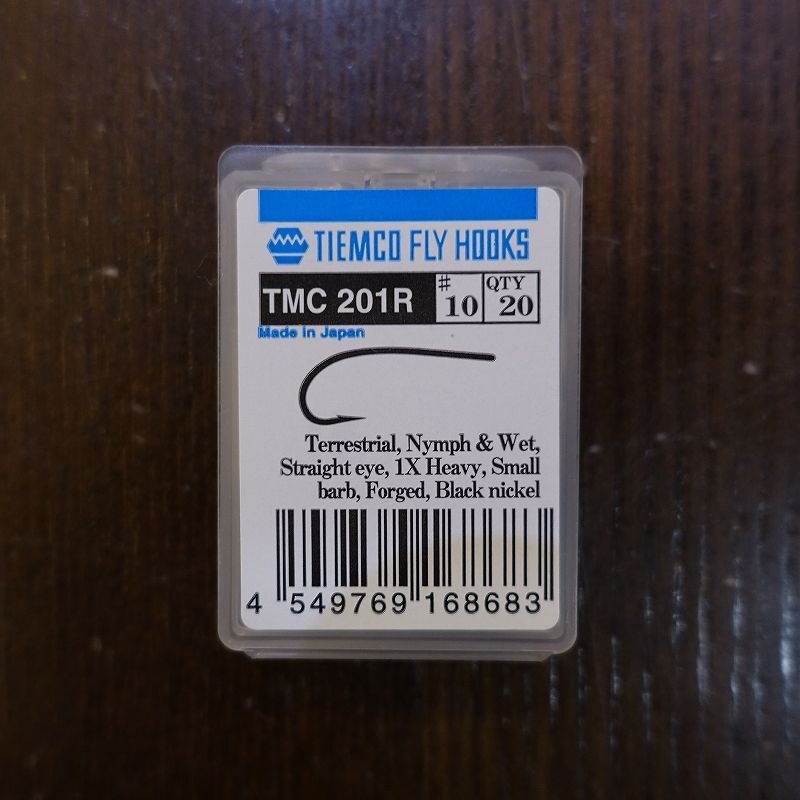 TIEMCO FLY HOOKS
TMC 201R # 10 QTY 20
Made in Japan
Terrestrial, Nymph & Wet,
Straight eye, 1X Heavy, Small
barb, Forged, Black nickel
4 549769 168683